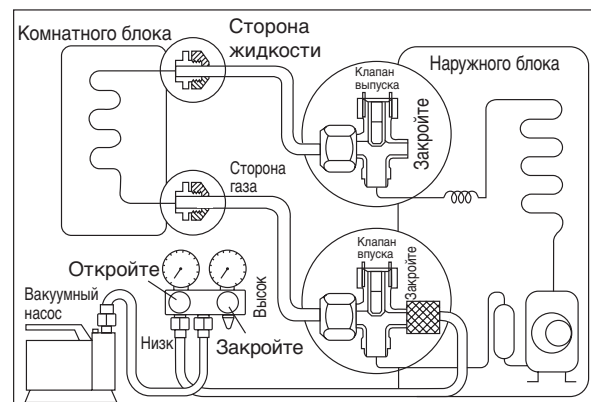 Комнатного блока
Сторона
жидкости
Наружного блока
Клапан
выпуска
Закройте
Сторона
газа
Клапан
впуска
Закройте
Откройте
Вакуумный
насос
Высок
Низк
Закройте